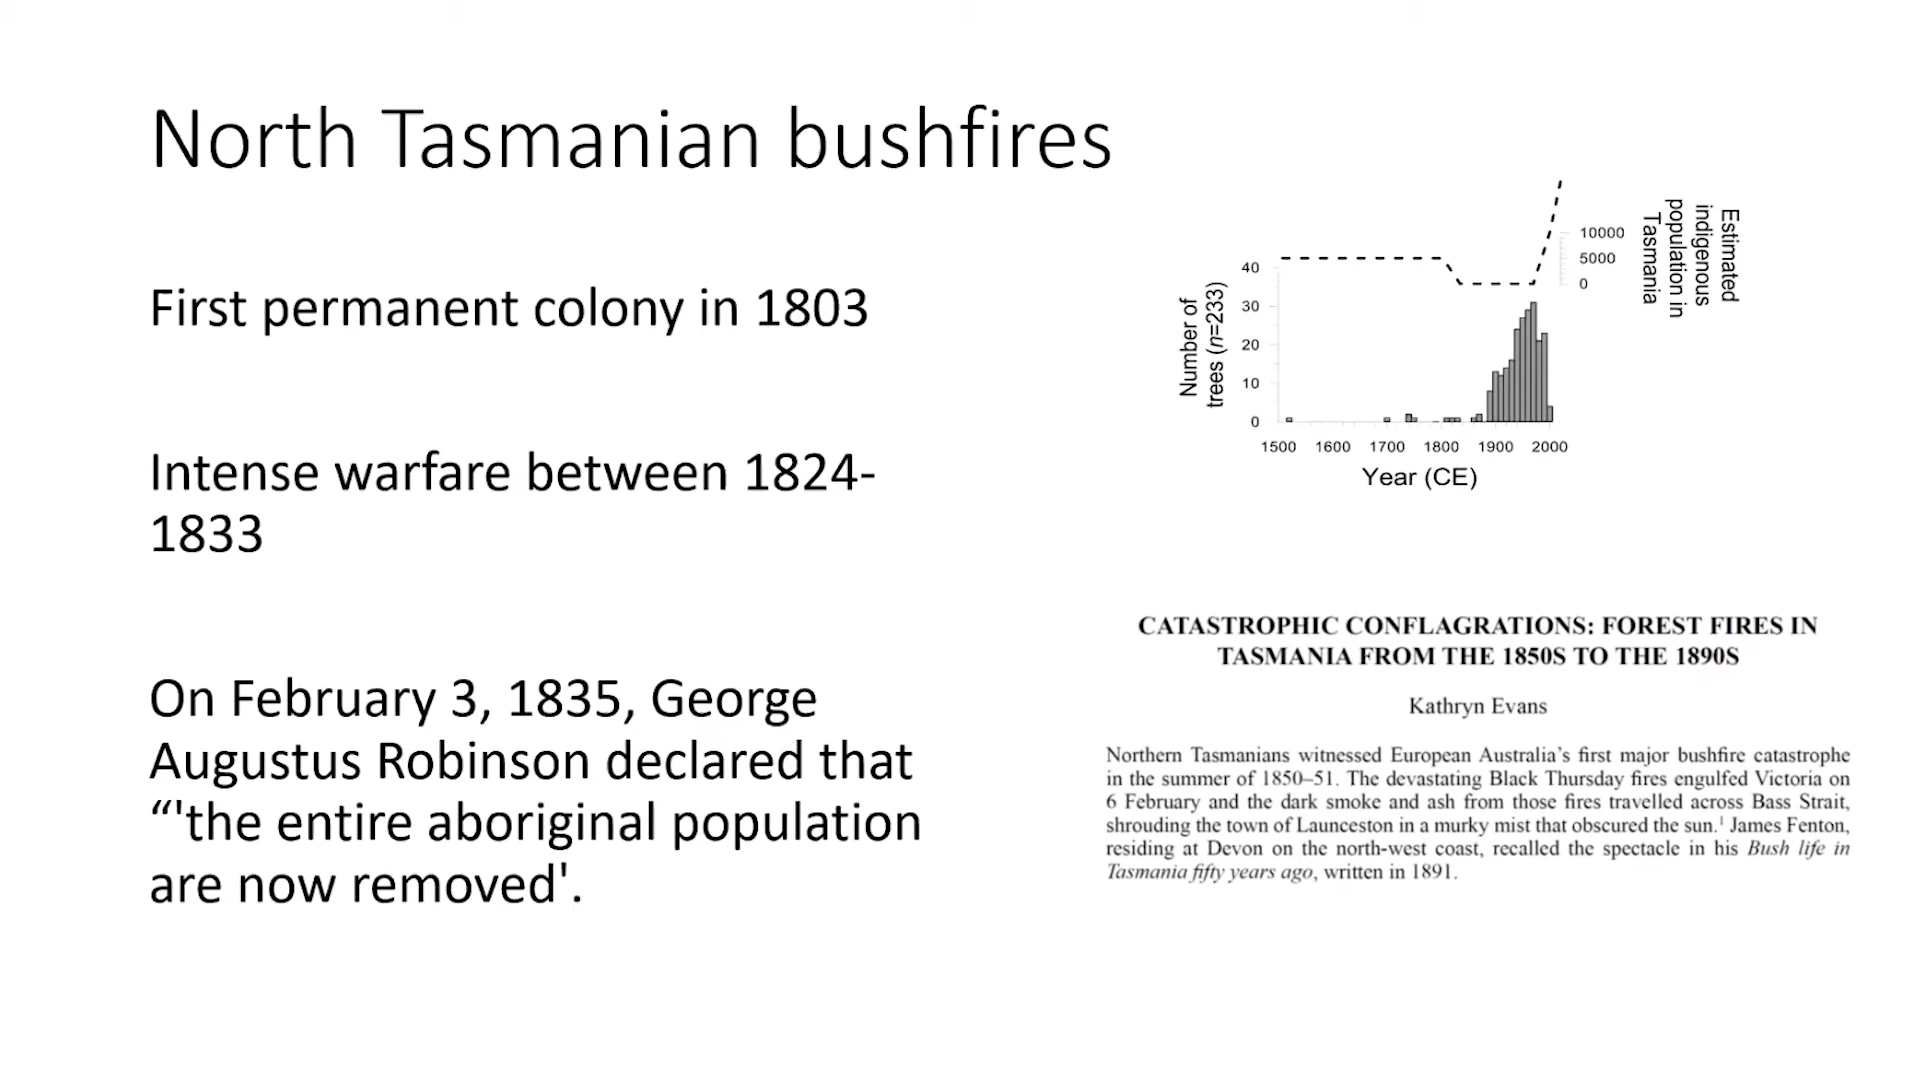 North Tasmanian bushfires
First permanent colony in 1803
Intense warfare between 1824-
1833
On February 3, 1835, George
Augustus Robinson declared that
“'the entire aboriginal population
are now removed'.
Estimated
indigenous
population in
Tasmania
10000
5000
0
Number of
trees (n=233)
40
30
20
10
0
1500 1600 1700 1800 1900 2000
Year (CE)
CATASTROPHIC CONFLAGRATIONS: FOREST FIRES IN
TASMANIA FROM THE 1850S TO THE 1890S
Kathryn Evans
Northern Tasmanians witnessed European Australia’s first major bushfire catastrophe
in the summer of 1850–51. The devastating Black Thursday fires engulfed Victoria on
6 February and the dark smoke and ash from those fires travelled across Bass Strait,
shrouding the town of Launceston in a murky mist that obscured the sun.¹ James Fenton,
residing at Devon on the north-west coast, recalled the spectacle in his Bush life in
Tasmania fifty years ago, written in 1891.